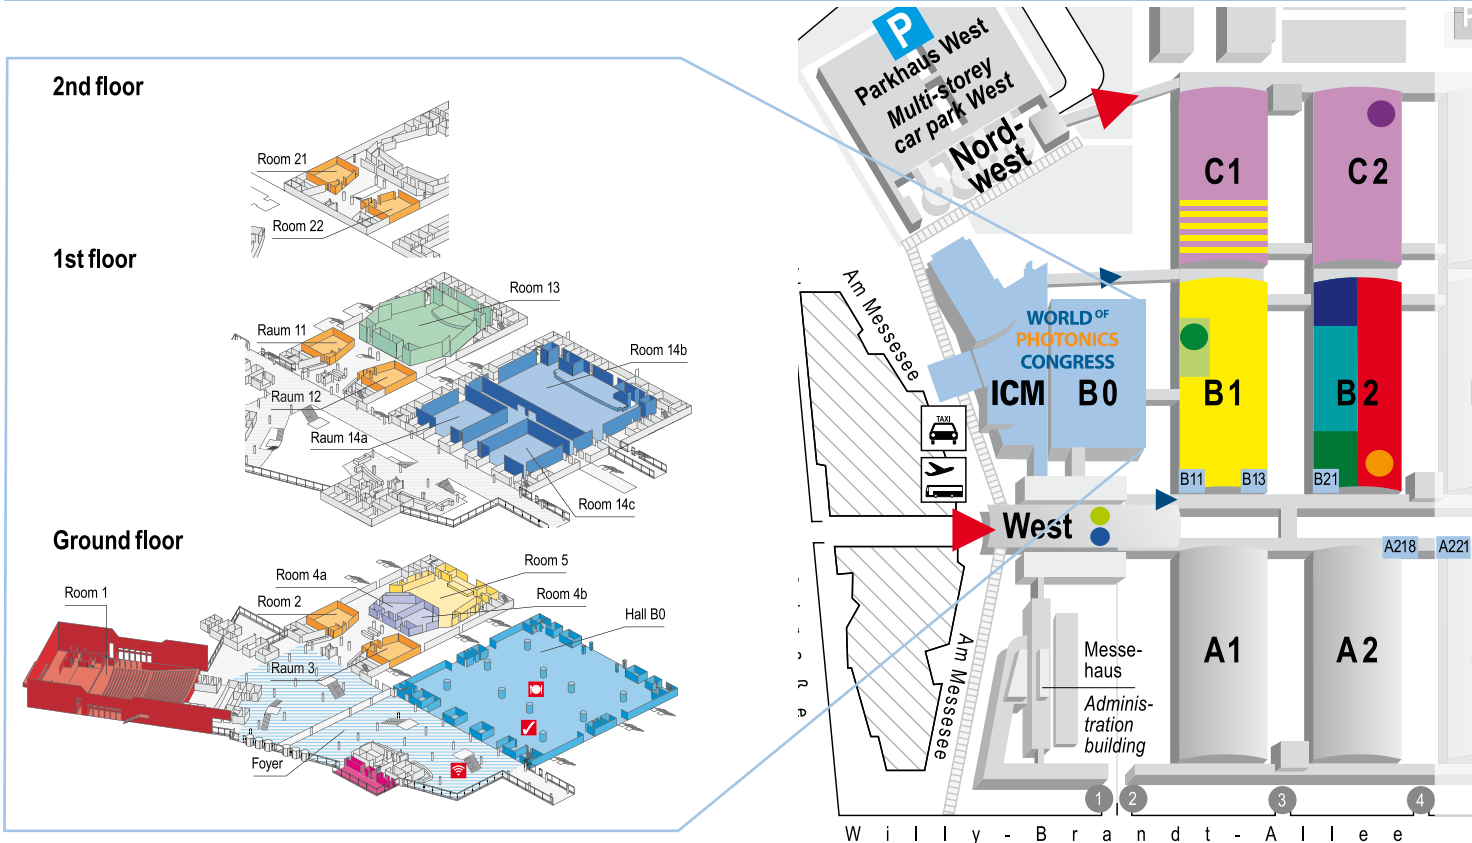 2nd floor
Room 21
Room 22
1st floor
Room 13
Raum 11
Room 14b
Raum 12
Raum 14a
Room 14c
Ground floor
Room 4a
Room 5
Room 1
Room 2
Room 4b
Hall B0
Raum 3
Foyer
P
Parkhaus West
Multi-storey
car park West
Nord-
west
C1
C2
Am Messesee
WORLD OF
PHOTONICS
CONGRESS
ICM
B0
B1
B2
TAXI
B11
B13
B21
West
A218
A221
A1
A2
Am Messesee
Messe-
haus
Adminis-
tration
building
1
2
3
4
Willy-Brandt-Allee